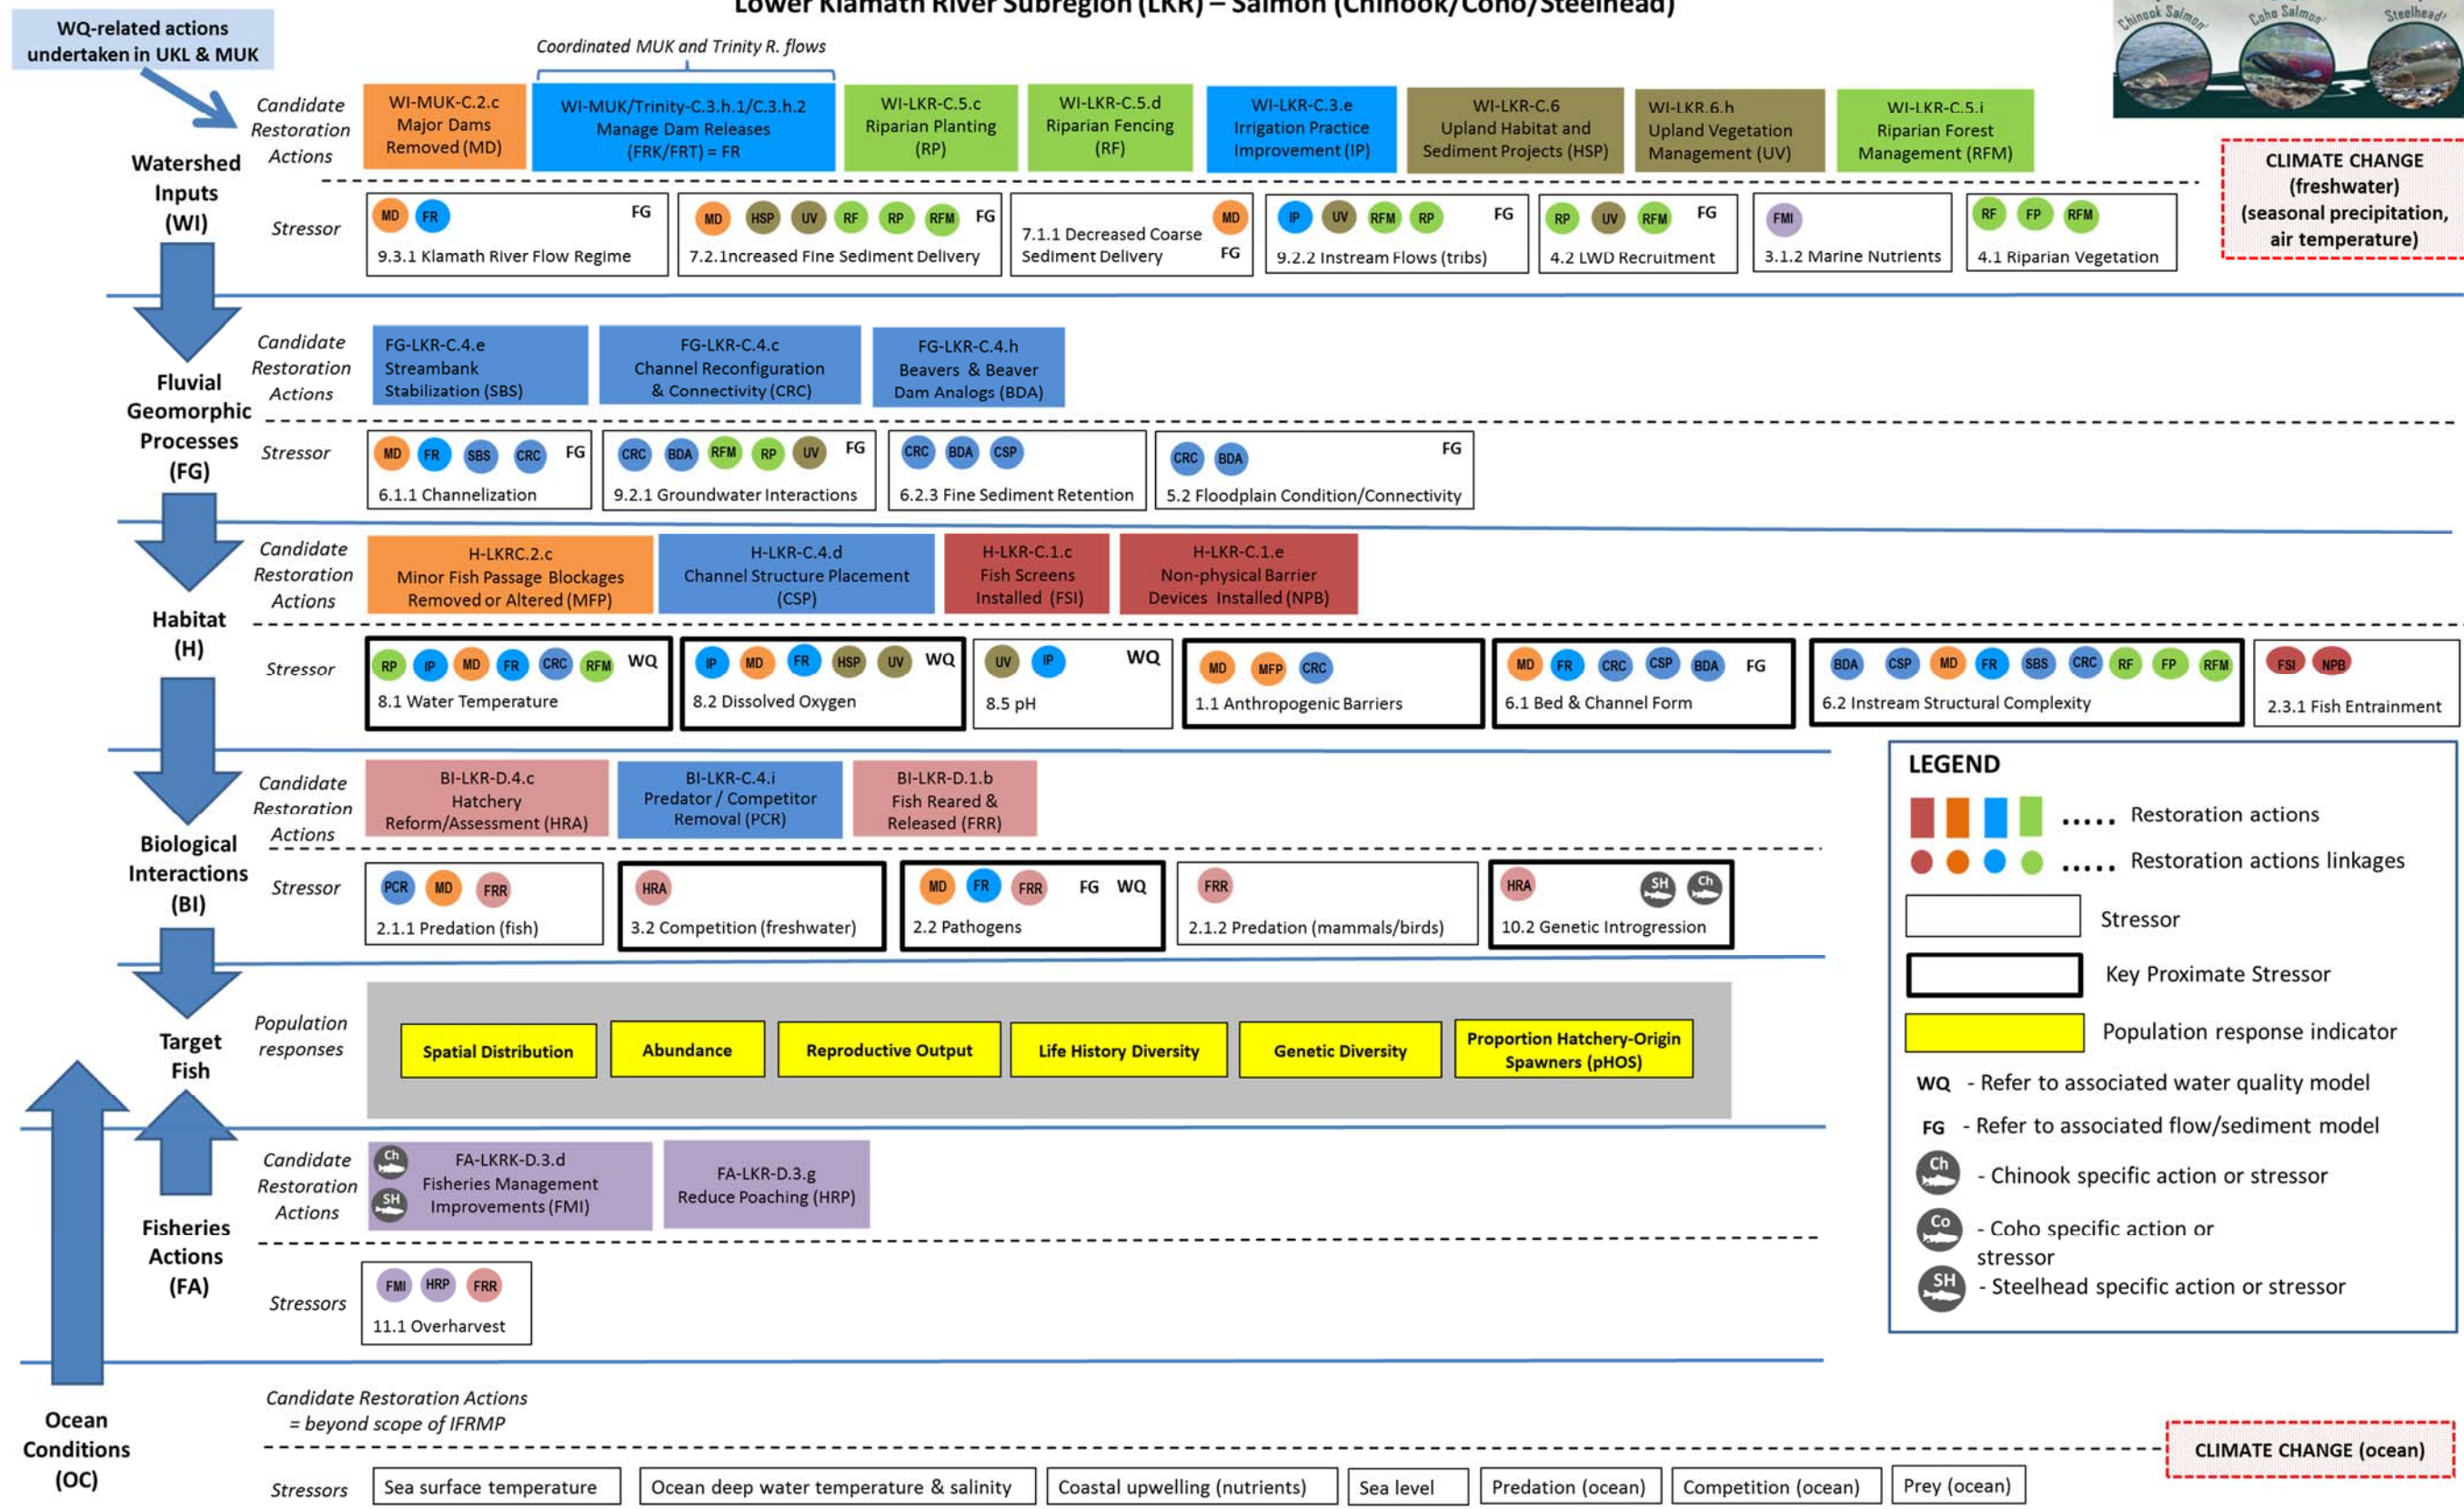 Lower Klamath River Subregion (LKR) – Salmon (Chinook/Coho/Steelhead)
Chinook Salmon
Coho Salmon
Steelhead
WQ-related actions
undertaken in UKL & MUK
Coordinated MUK and Trinity R. flows
Watershed
Inputs
(WI)
Candidate
Restoration
Actions
WI-MUK-C.2.c
Major Dams
Removed (MD)
WI-MUK/Trinity-C.3.h.1/C.3.h.2
Manage Dam Releases
(FRK/FRT) = FR
WI-LKR-C.5.c
Riparian Planting
(RP)
WI-LKR-C.5.d
Riparian Fencing
(RF)
WI-LKR-C.3.e
Irrigation Practice
Improvement (IP)
WI-LKR-C.6
Upland Habitat and
Sediment Projects (HSP)
WI-LKR.6.h
Upland Vegetation
Management (UV)
WI-LKR-C.5.i
Riparian Forest
Management (RFM)
CLIMATE CHANGE
(freshwater)
(seasonal precipitation,
air temperature)
Stressor
MD FR FG
9.3.1 Klamath River Flow Regime
MD HSP UV RF RP RFM FG
7.2.1ncreased Fine Sediment Delivery
MD
7.1.1 Decreased Coarse
Sediment Delivery FG
IP UV RFM RP FG
9.2.2 Instream Flows (tribs)
RP UV RFM FG
4.2 LWD Recruitment
FMI
3.1.2 Marine Nutrients
RF FP RFM
4.1 Riparian Vegetation
Fluvial
Geomorphic
Processes
(FG)
Candidate
Restoration
Actions
FG-LKR-C.4.e
Streambank
Stabilization (SBS)
FG-LKR-C.4.c
Channel Reconfiguration
& Connectivity (CRC)
FG-LKR-C.4.h
Beavers & Beaver
Dam Analogs (BDA)
Stressor
MD FR SBS CRC FG
6.1.1 Channelization
CRC BDA RFM RP UV FG
9.2.1 Groundwater Interactions
CRC BDA CSP
6.2.3 Fine Sediment Retention
CRC BDA FG
5.2 Floodplain Condition/Connectivity
Habitat
(H)
Candidate
Restoration
Actions
H-LKRC.2.c
Minor Fish Passage Blockages
Removed or Altered (MFP)
H-LKR-C.4.d
Channel Structure Placement
(CSP)
H-LKR-C.1.c
Fish Screens
Installed (FSI)
H-LKR-C.1.e
Non-physical Barrier
Devices Installed (NPB)
Stressor
RP IP MD FR CRC RFM WQ
8.1 Water Temperature
IP MD FR HSP UV WQ
8.2 Dissolved Oxygen
UV IP WQ
8.5 pH
MD MFP CRC
1.1 Anthropogenic Barriers
MD FR CRC CSP BDA FG
6.1 Bed & Channel Form
BDA CSP MD FR SBS CRC RF FP RFM
6.2 Instream Structural Complexity
FSI NPB
2.3.1 Fish Entrainment
Biological
Interactions
(BI)
Candidate
Restoration
Actions
BI-LKR-D.4.c
Hatchery
Reform/Assessment (HRA)
BI-LKR-C.4.i
Predator / Competitor
Removal (PCR)
BI-LKR-D.1.b
Fish Reared &
Released (FRR)
Stressor
PCR MD FRR
2.1.1 Predation (fish)
HRA
3.2 Competition (freshwater)
MD FR FRR FG WQ
2.2 Pathogens
FRR
2.1.2 Predation (mammals/birds)
HRA SH Ch
10.2 Genetic Introgression
Target
Fish
Population
responses
Spatial Distribution
Abundance
Reproductive Output
Life History Diversity
Genetic Diversity
Proportion Hatchery-Origin
Spawners (pHOS)
Fisheries
Actions
(FA)
Candidate
Restoration
Actions
Ch
SH
FA-LKRK-D.3.d
Fisheries Management
Improvements (FMI)
FA-LKR-D.3.g
Reduce Poaching (HRP)
Stressors
FMI HRP FRR
11.1 Overharvest
Ocean
Conditions
(OC)
Candidate Restoration Actions
= beyond scope of IFRMP
CLIMATE CHANGE (ocean)
Stressors
Sea surface temperature
Ocean deep water temperature & salinity
Coastal upwelling (nutrients)
Sea level
Predation (ocean)
Competition (ocean)
Prey (ocean)
LEGEND
..... Restoration actions
..... Restoration actions linkages
Stressor
Key Proximate Stressor
Population response indicator
WQ - Refer to associated water quality model
FG - Refer to associated flow/sediment model
Ch - Chinook specific action or stressor
Co - Coho specific action or
stressor
SH - Steelhead specific action or stressor